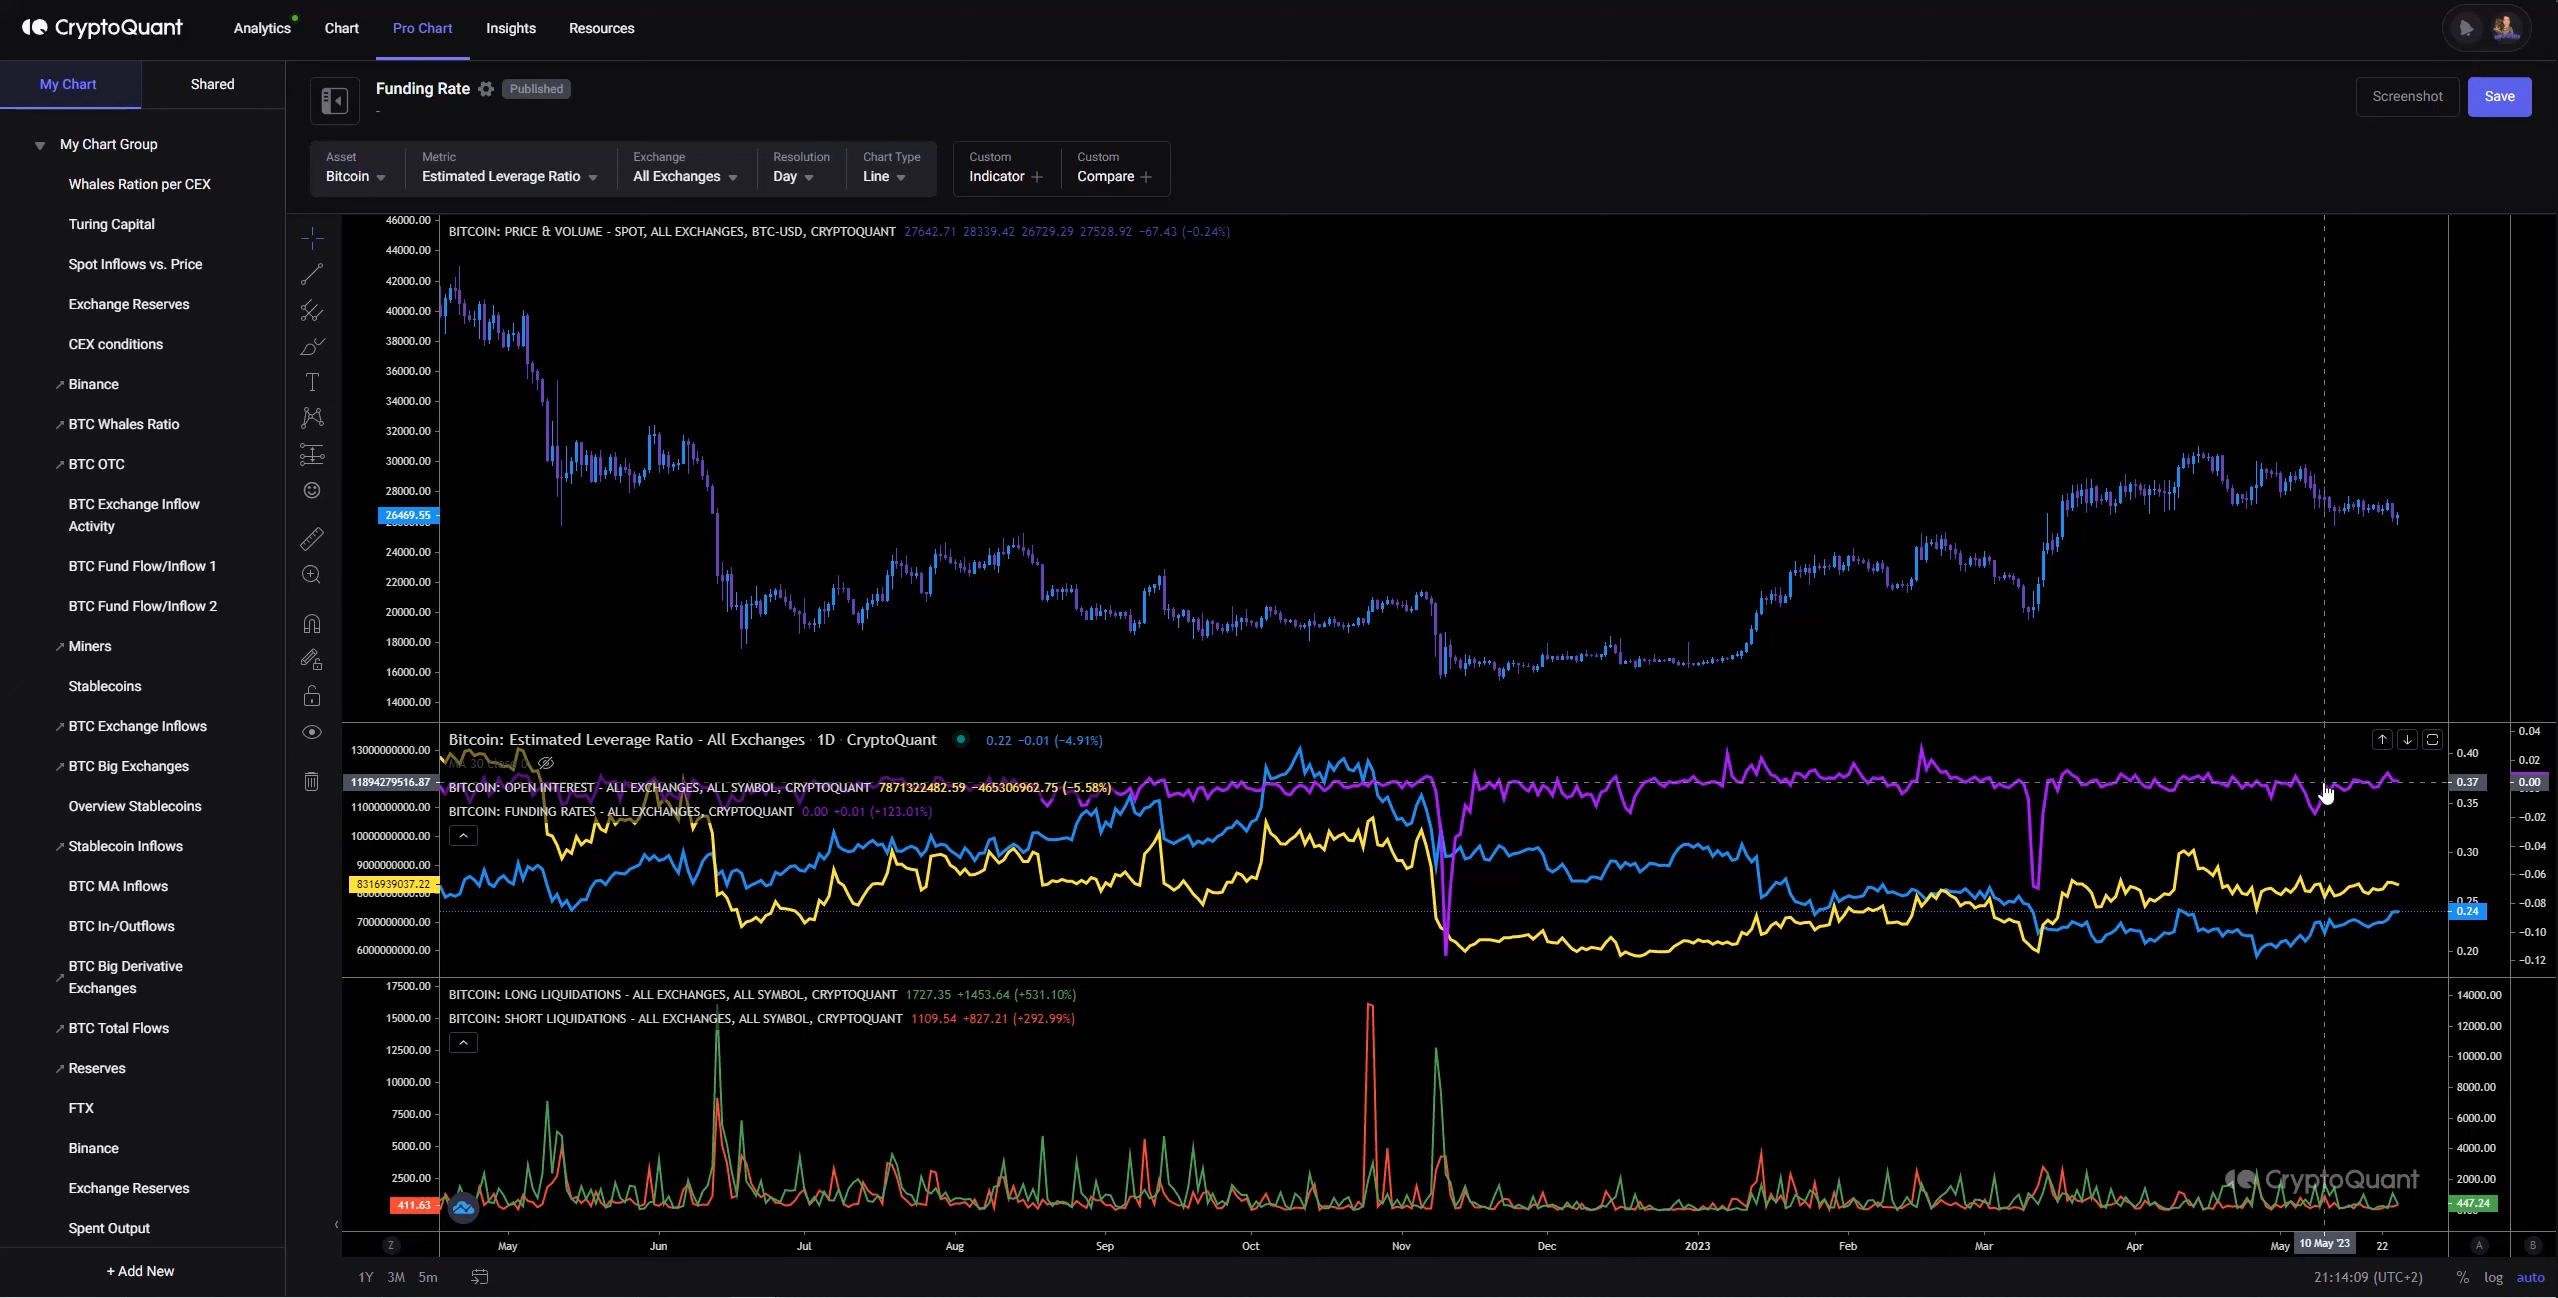 CryptoQuant
Analytics
Chart
Pro Chart
Insights
Resources
My Chart
Shared
My Chart Group
Whales Ration per CEX
Turing Capital
Spot Inflows vs. Price
Exchange Reserves
CEX conditions
Binance
BTC Whales Ratio
BTC OTC
BTC Exchange Inflow
Activity
BTC Fund Flow/Inflow 1
BTC Fund Flow/Inflow 2
Miners
Stablecoins
BTC Exchange Inflows
BTC Big Exchanges
Overview Stablecoins
Stablecoin Inflows
BTC MA Inflows
BTC In-/Outflows
BTC Big Derivative
Exchanges
BTC Total Flows
Reserves
FTX
Binance
Exchange Reserves
Spent Output
+ Add New
Funding Rate
Published
-
Screenshot
Save
Asset
Bitcoin
Metric
Estimated Leverage Ratio
Exchange
All Exchanges
Resolution
Day
Chart Type
Line
Custom
Indicator +
Custom
Compare +
BITCOIN: PRICE & VOLUME - SPOT, ALL EXCHANGES, BTC-USD, CRYPTOQUANT 27642.71 28339.42 26729.29 27528.92 −67.43 (−0.24%)
46000.00
44000.00
42000.00
40000.00
38000.00
36000.00
34000.00
32000.00
30000.00
28000.00
26469.55
24000.00
22000.00
20000.00
18000.00
16000.00
14000.00
Bitcoin: Estimated Leverage Ratio - All Exchanges · 1D · CryptoQuant 0.22 −0.01 (−4.91%)
MA 30 close 0
BITCOIN: OPEN INTEREST - ALL EXCHANGES, ALL SYMBOL, CRYPTOQUANT 7871322482.59 −465306962.75 (−5.58%)
BITCOIN: FUNDING RATES - ALL EXCHANGES, CRYPTOQUANT 0.00 +0.01 (+123.01%)
13000000000.00
11894279516.87
11000000000.00
10000000000.00
9000000000.00
8316939037.22
7000000000.00
6000000000.00
0.40
0.37
0.35
0.30
0.25
0.24
0.20
0.04
0.02
0.00
−0.02
−0.04
−0.06
−0.08
−0.10
−0.12
BITCOIN: LONG LIQUIDATIONS - ALL EXCHANGES, ALL SYMBOL, CRYPTOQUANT 1727.35 +1453.64 (+531.10%)
BITCOIN: SHORT LIQUIDATIONS - ALL EXCHANGES, ALL SYMBOL, CRYPTOQUANT 1109.54 +827.21 (+292.99%)
17500.00
15000.00
12500.00
10000.00
7500.00
5000.00
2500.00
411.63
14000.00
12000.00
10000.00
8000.00
6000.00
4000.00
2000.00
447.24
CryptoQuant
Z
May
Jun
Jul
Aug
Sep
Oct
Nov
Dec
2023
Feb
Mar
Apr
May
10 May '23
22
A
B
1Y
3M
5m
21:14:09 (UTC+2)
%
log
auto